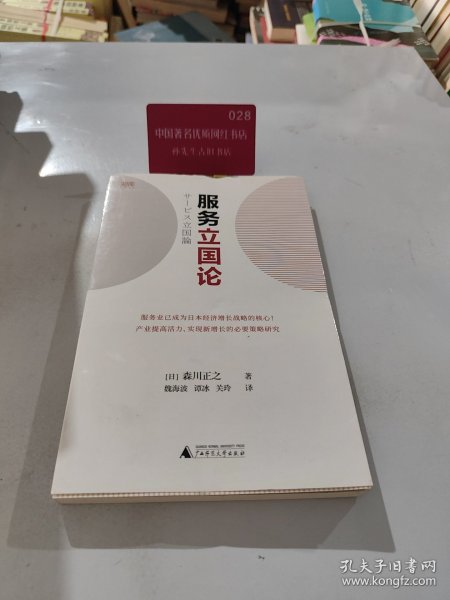 028
中国著名优质网红书店
孙先生古旧书店
服务立国论
サービス立国論
服务业已成为日本经济增长战略的核心!
产业提高活力、实现新增长的必要策略研究
[日] 森川正之 著
魏海波 谭冰 关玲 译
广西师范大学出版社
孔夫子旧书网
www.kongfz.com